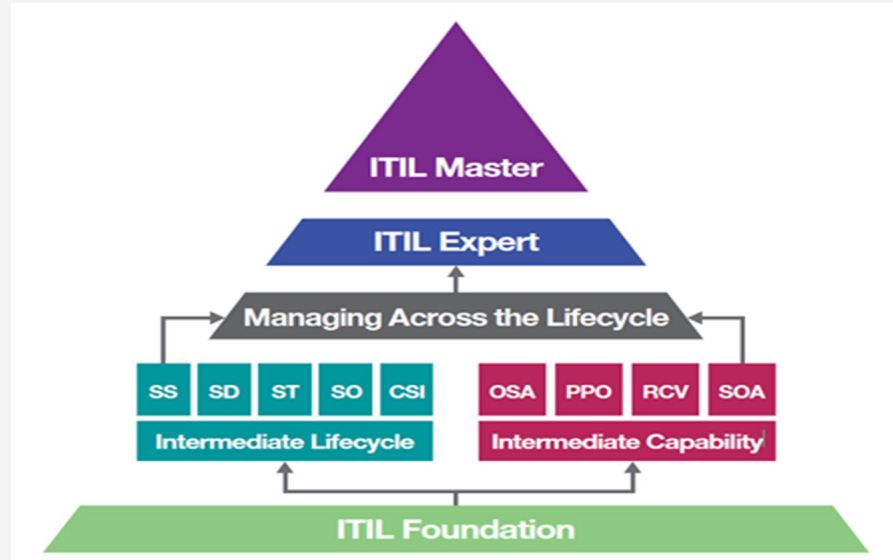 ITIL Master
ITIL Expert
Managing Across the Lifecycle
SS SD ST SO CSI OSA PPO RCV SOA
Intermediate Lifecycle Intermediate Capability
ITIL Foundation